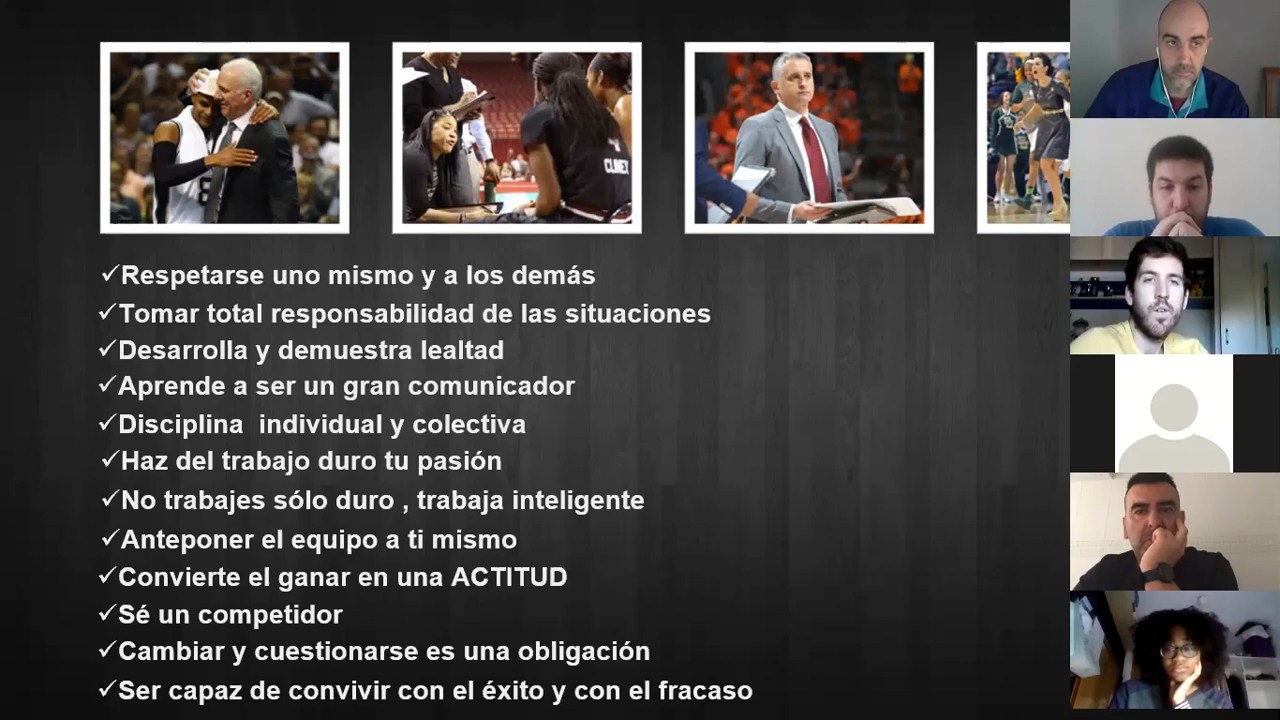 CLINEY
✓Respetarse uno mismo y a los demás
✓Tomar total responsabilidad de las situaciones
✓Desarrolla y demuestra lealtad
✓Aprende a ser un gran comunicador
✓Disciplina  individual y colectiva
✓Haz del trabajo duro tu pasión
✓No trabajes sólo duro , trabaja inteligente
✓Anteponer el equipo a ti mismo
✓Convierte el ganar en una ACTITUD
✓Sé un competidor
✓Cambiar y cuestionarse es una obligación
✓Ser capaz de convivir con el éxito y con el fracaso